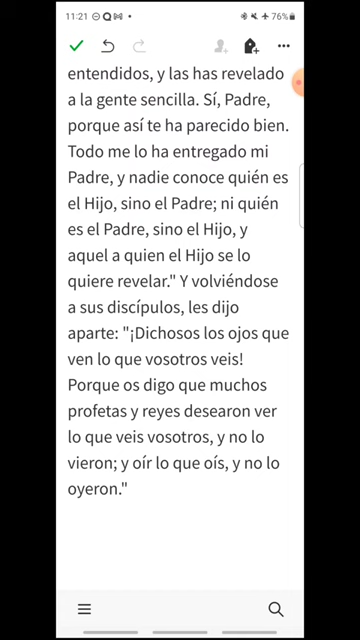 11:21
76%
entendidos, y las has revelado
a la gente sencilla. Sí, Padre,
porque así te ha parecido bien.
Todo me lo ha entregado mi
Padre, y nadie conoce quién es
el Hijo, sino el Padre; ni quién
es el Padre, sino el Hijo, y
aquel a quien el Hijo se lo
quiere revelar." Y volviéndose
a sus discípulos, les dijo
aparte: "¡Dichosos los ojos que
ven lo que vosotros veis!
Porque os digo que muchos
profetas y reyes desearon ver
lo que veis vosotros, y no lo
vieron; y oír lo que oís, y no lo
oyeron."